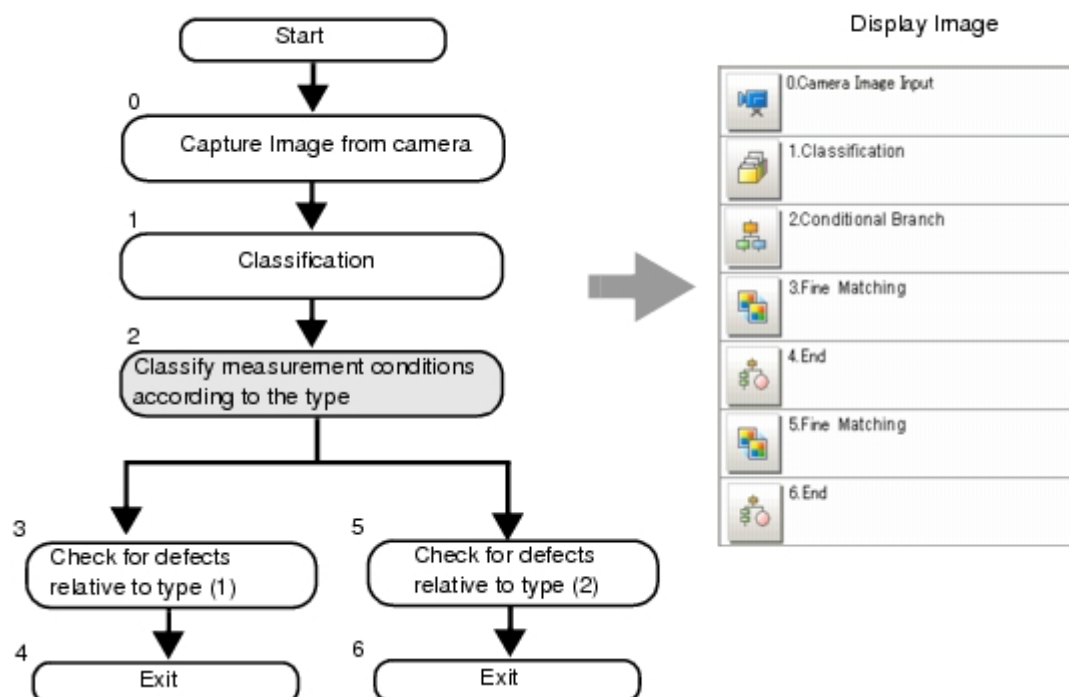 Start
0
Capture Image from camera
1
Classification
2
Classify measurement conditions
according to the type
3
Check for defects
relative to type (1)
4
Exit
5
Check for defects
relative to type (2)
6
Exit
Display Image
0.Camera Image Input
1.Classification
2.Conditional Branch
3.Fine Matching
4.End
5.Fine Matching
6.End